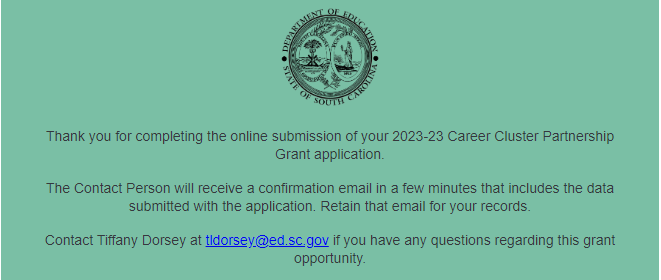 DEPARTMENT OF EDUCATION
STATE OF SOUTH CAROLINA
Thank you for completing the online submission of your 2023-23 Career Cluster Partnership
Grant application.
The Contact Person will receive a confirmation email in a few minutes that includes the data
submitted with the application. Retain that email for your records.
Contact Tiffany Dorsey at tldorsey@ed.sc.gov if you have any questions regarding this grant
opportunity.